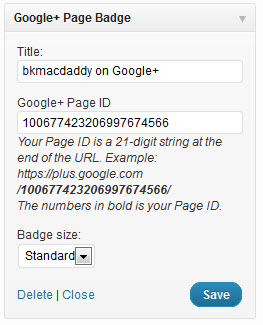 Google+ Page Badge
Title:
bkmacdaddy on Google+
Google+ Page ID
100677423206997674566
Your Page ID is a 21-digit string at the
end of the URL. Example:
https://plus.google.com
/100677423206997674566/
The numbers in bold is your Page ID.
Badge size:
Standard
Delete | Close
Save